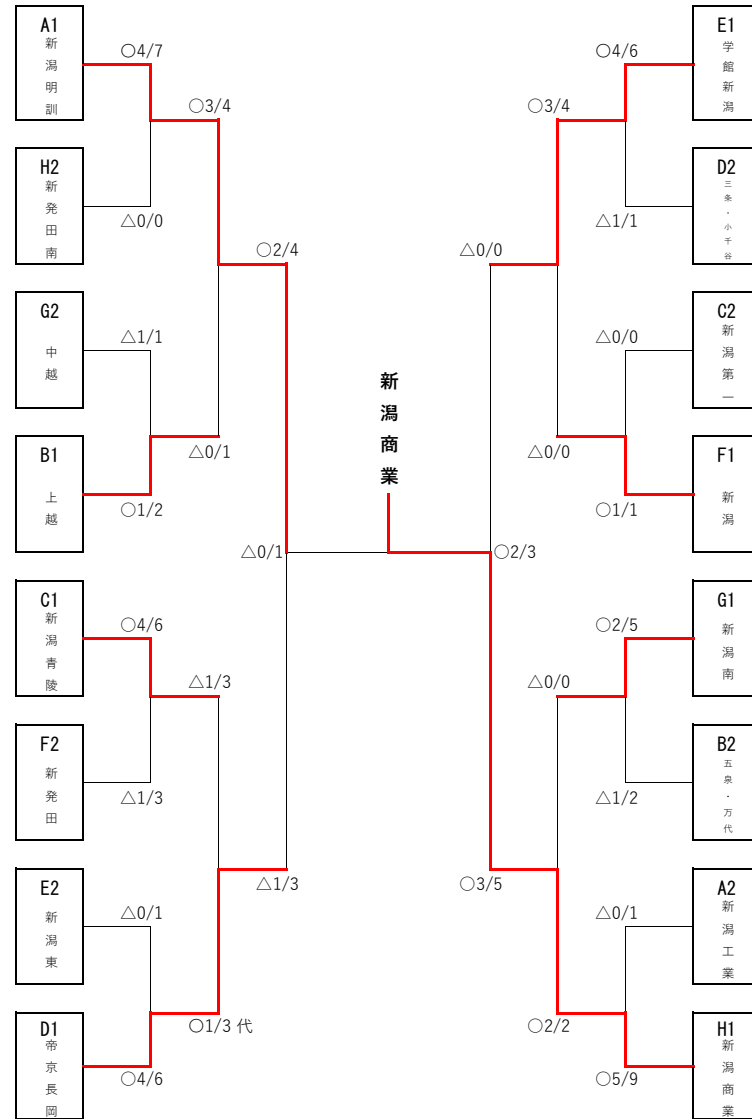 A1
新潟明訓
○4/7
○3/4
H2
新発田南
△0/0
○2/4
G2
中越
△1/1
B1
上越
△0/1
○1/2
△0/1
C1
新潟青陵
○4/6
△1/3
F2
新発田
△1/3
△1/3
E2
新潟東
△0/1
D1
帝京長岡
○1/3 代
○4/6
新潟商業
E1
学館新潟
○4/6
○3/4
D2
三条・小千谷
△1/1
△0/0
C2
新潟第一
△0/0
F1
新潟
△0/0
○1/1
○2/3
G1
新潟南
○2/5
△0/0
B2
五泉・万代
△1/2
○3/5
A2
新潟工業
△0/1
H1
新潟商業
○2/2
○5/9